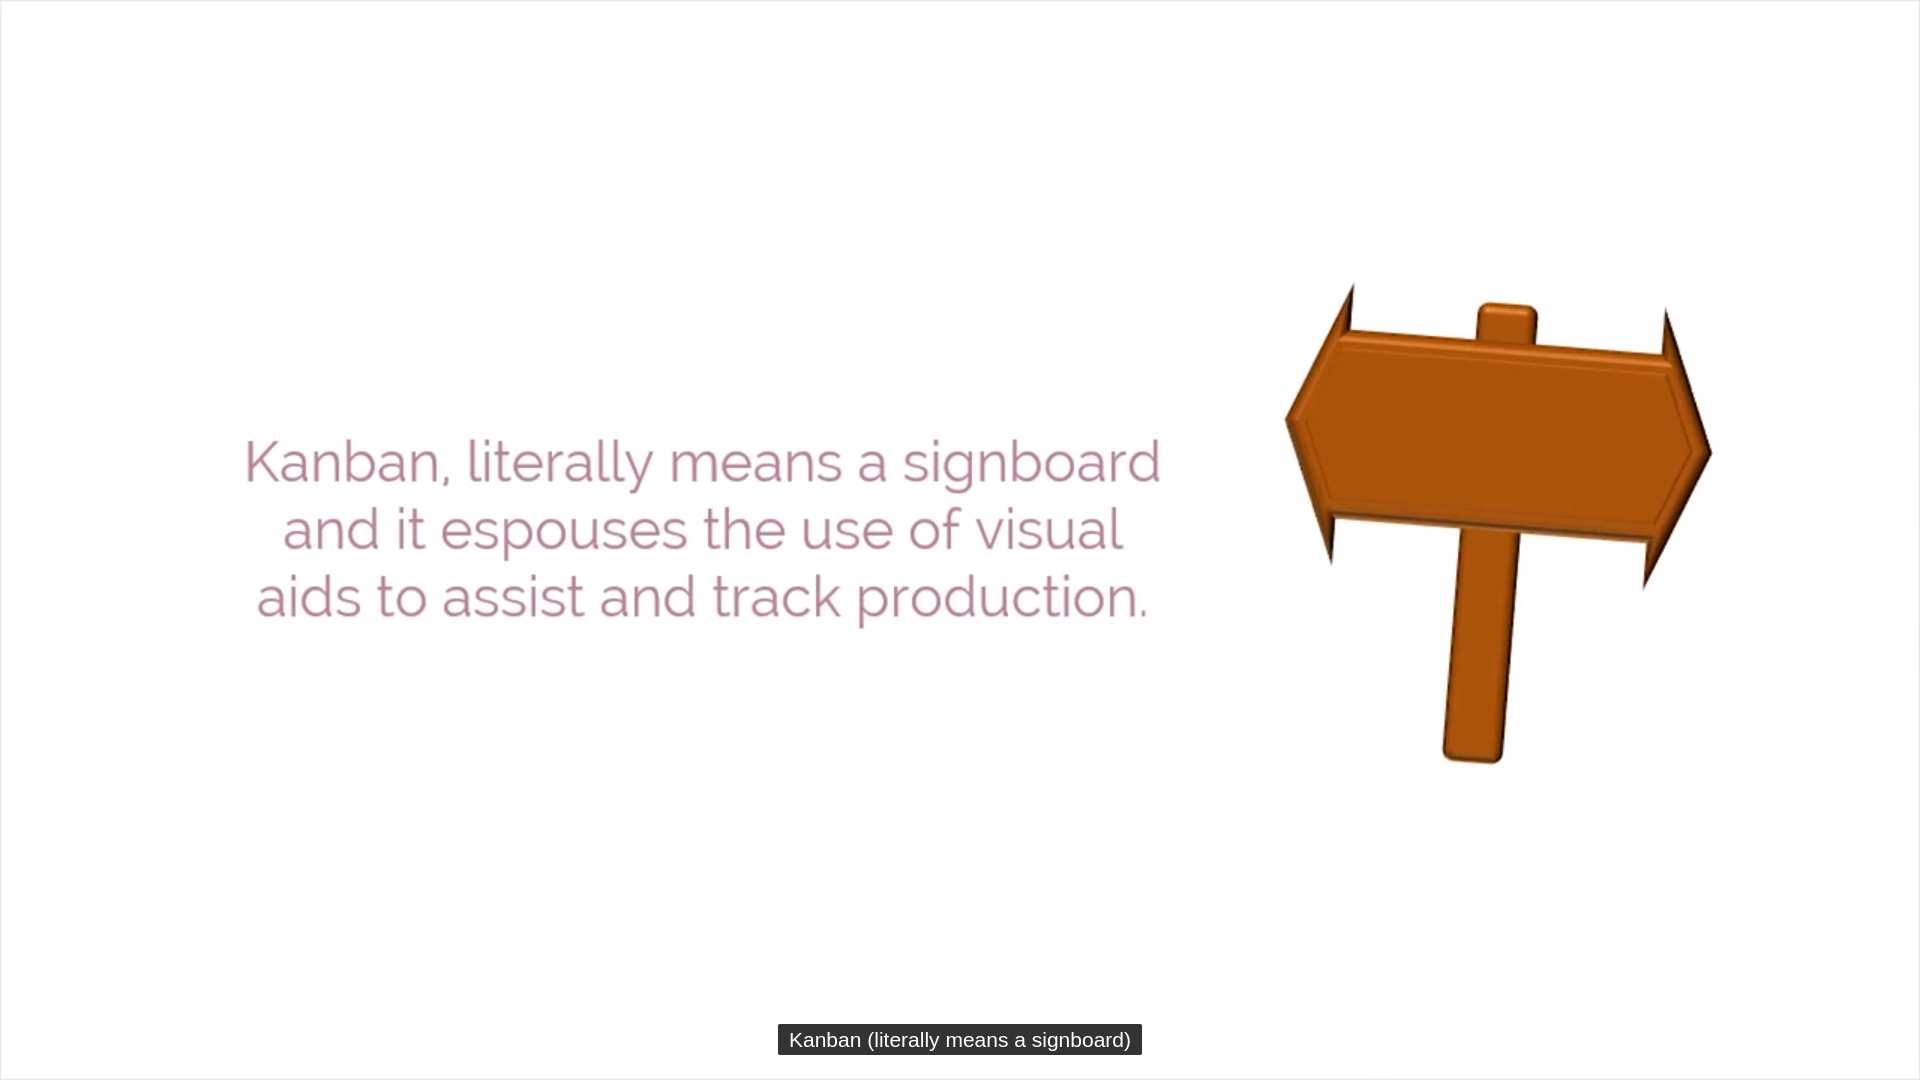 Kanban, literally means a signboard
and it espouses the use of visual
aids to assist and track production.
Kanban (literally means a signboard)